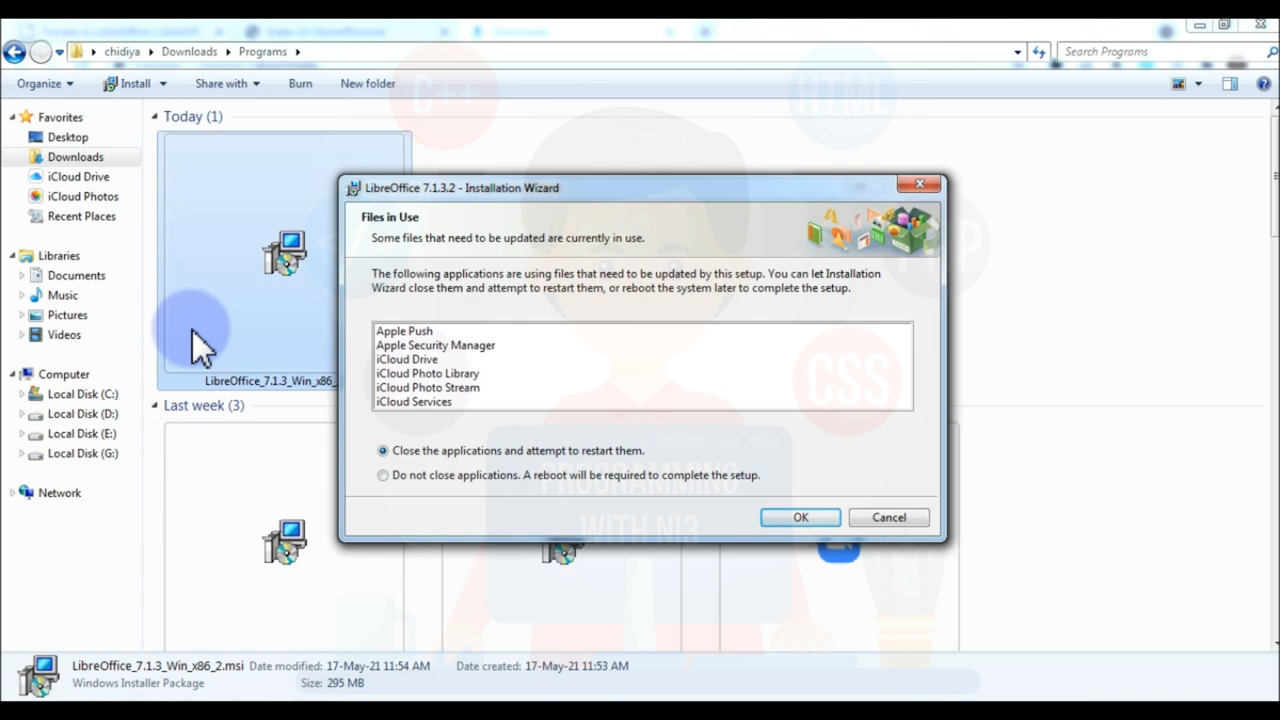 chidiya Downloads Programs
Search Programs
Organize Install Share with Burn New folder
Favorites
Desktop
Downloads
iCloud Drive
iCloud Photos
Recent Places
Libraries
Documents
Music
Pictures
Videos
Computer
Local Disk (C:)
Local Disk (D:)
Local Disk (E:)
Local Disk (G:)
Network
Today (1)
LibreOffice_7.1.3_Win_x86_
Last week (3)
LibreOffice 7.1.3.2 - Installation Wizard
Files in Use
Some files that need to be updated are currently in use.
The following applications are using files that need to be updated by this setup. You can let Installation
Wizard close them and attempt to restart them, or reboot the system later to complete the setup.
Apple Push
Apple Security Manager
iCloud Drive
iCloud Photo Library
iCloud Photo Stream
iCloud Services
Close the applications and attempt to restart them.
Do not close applications. A reboot will be required to complete the setup.
OK Cancel
C++
HTML
PHP
CSS
PROGRAMMING
WITH NI3
LibreOffice_7.1.3_Win_x86_2.msi Date modified: 17-May-21 11:54 AM Date created: 17-May-21 11:53 AM
Windows Installer Package Size: 295 MB